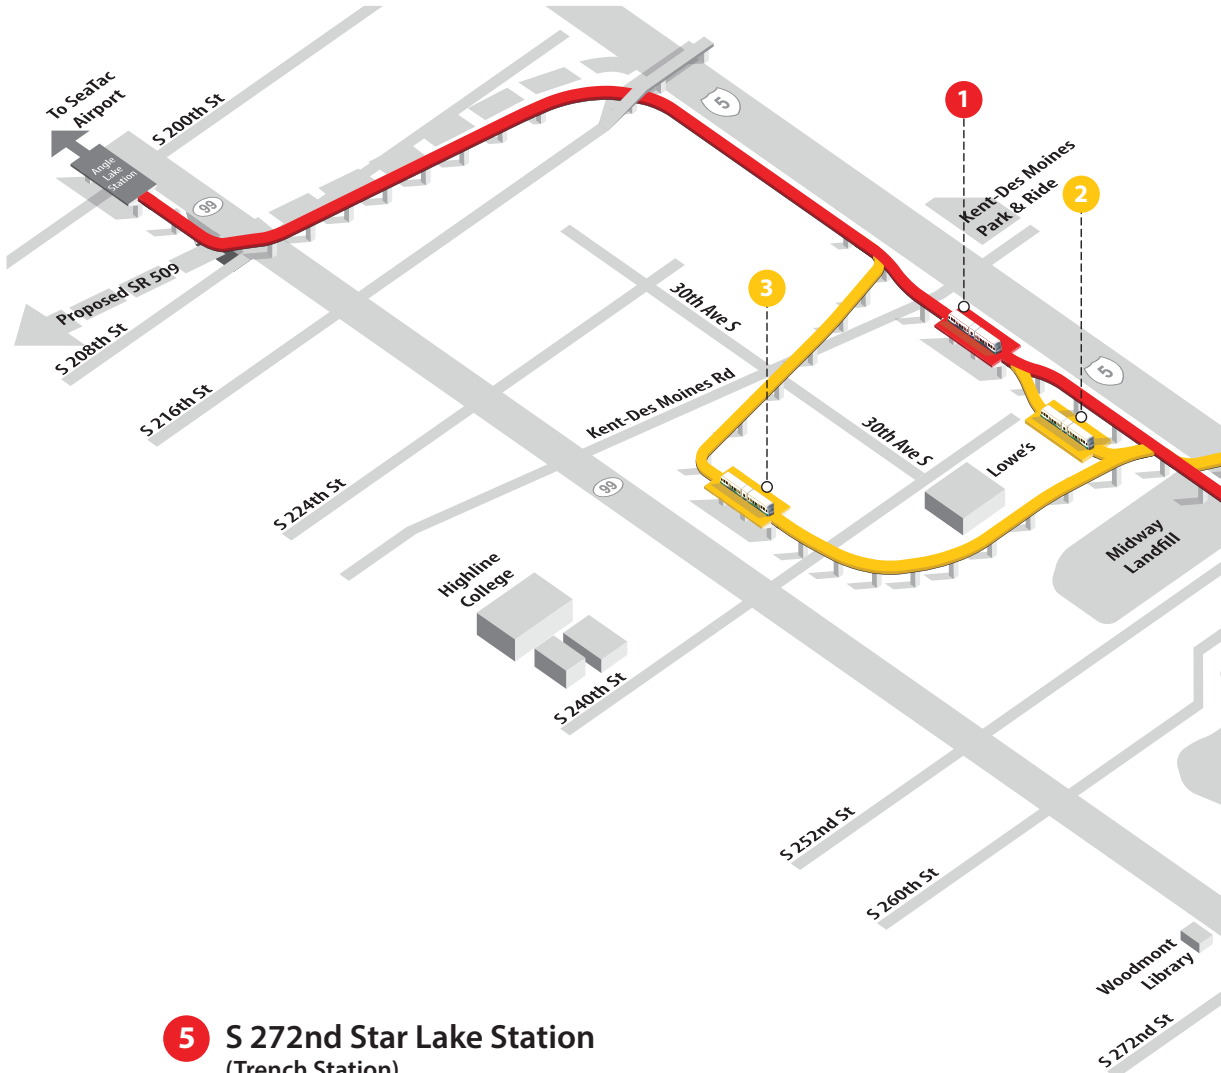 To SeaTac
Airport
S 200th St
Angle
Lake
Station
99
5
1
Kent-Des Moines
Park & Ride
2
3
Proposed SR 509
S 208th St
S 216th St
30th Ave S
5
Kent-Des Moines Rd
30th Ave S
Lowe's
S 224th St
99
Midway
Landfill
Highline
College
S 240th St
S 252nd St
S 260th St
Woodmont
Library
S 272nd St
5 S 272nd Star Lake Station
(Trench Station)